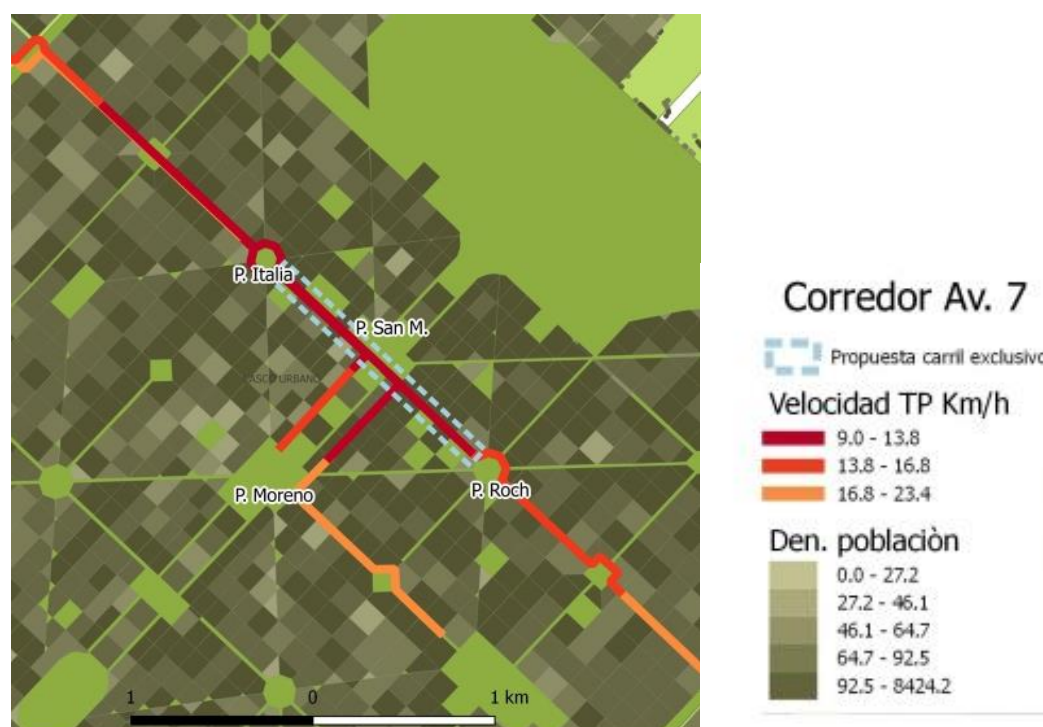 P. Italia
P. San M.
CASCO URBANO
P. Moreno
P. Roch
1 0 1 km
Corredor Av. 7
Propuesta carril exclusivo
Velocidad TP Km/h
9.0 - 13.8
13.8 - 16.8
16.8 - 23.4
Den. poblaciòn
0.0 - 27.2
27.2 - 46.1
46.1 - 64.7
64.7 - 92.5
92.5 - 8424.2